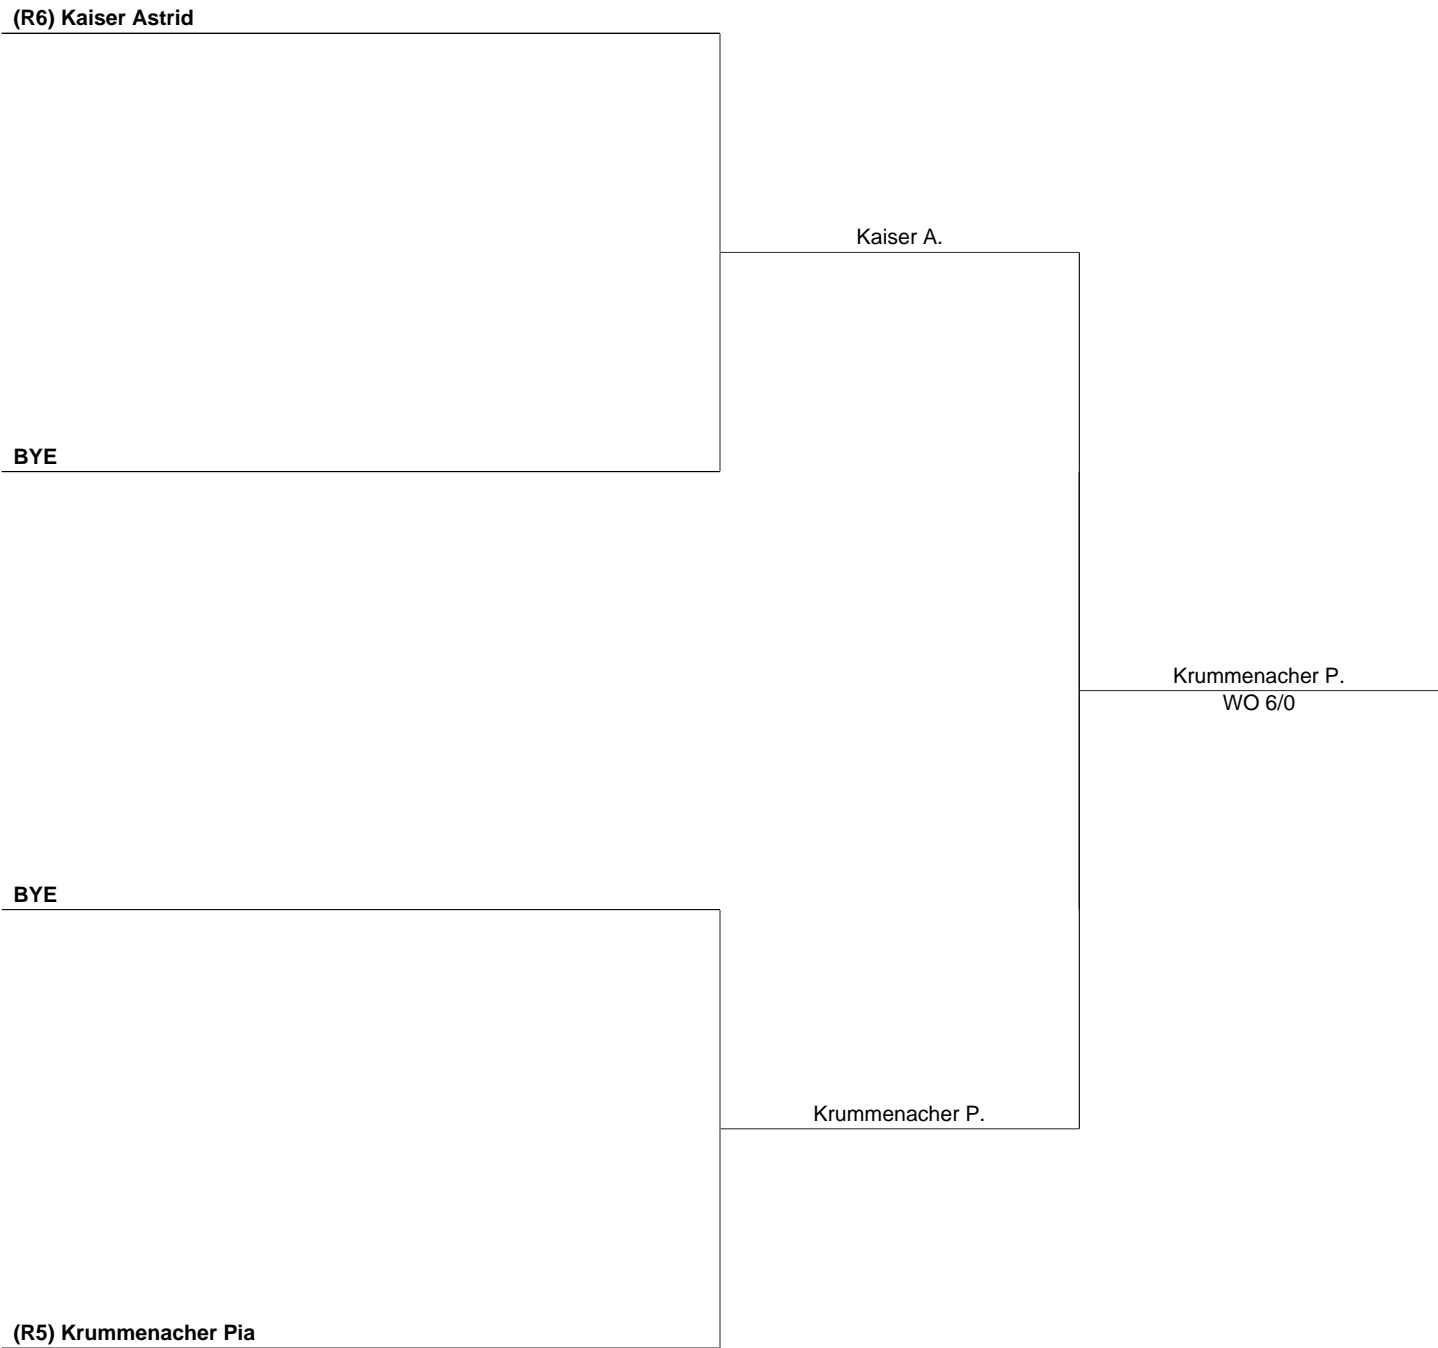 (R6) Kaiser Astrid
Kaiser A.
BYE
Krummenacher P.
WO 6/0
BYE
Krummenacher P.
(R5) Krummenacher Pia